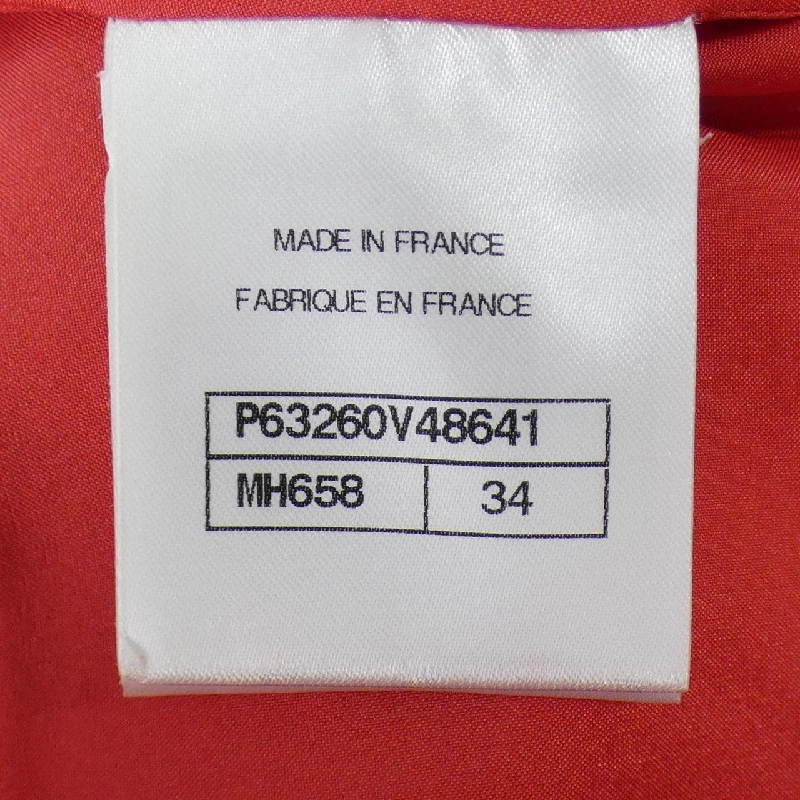 MADE IN FRANCE
FABRIQUE EN FRANCE
P63260V48641
MH658 34